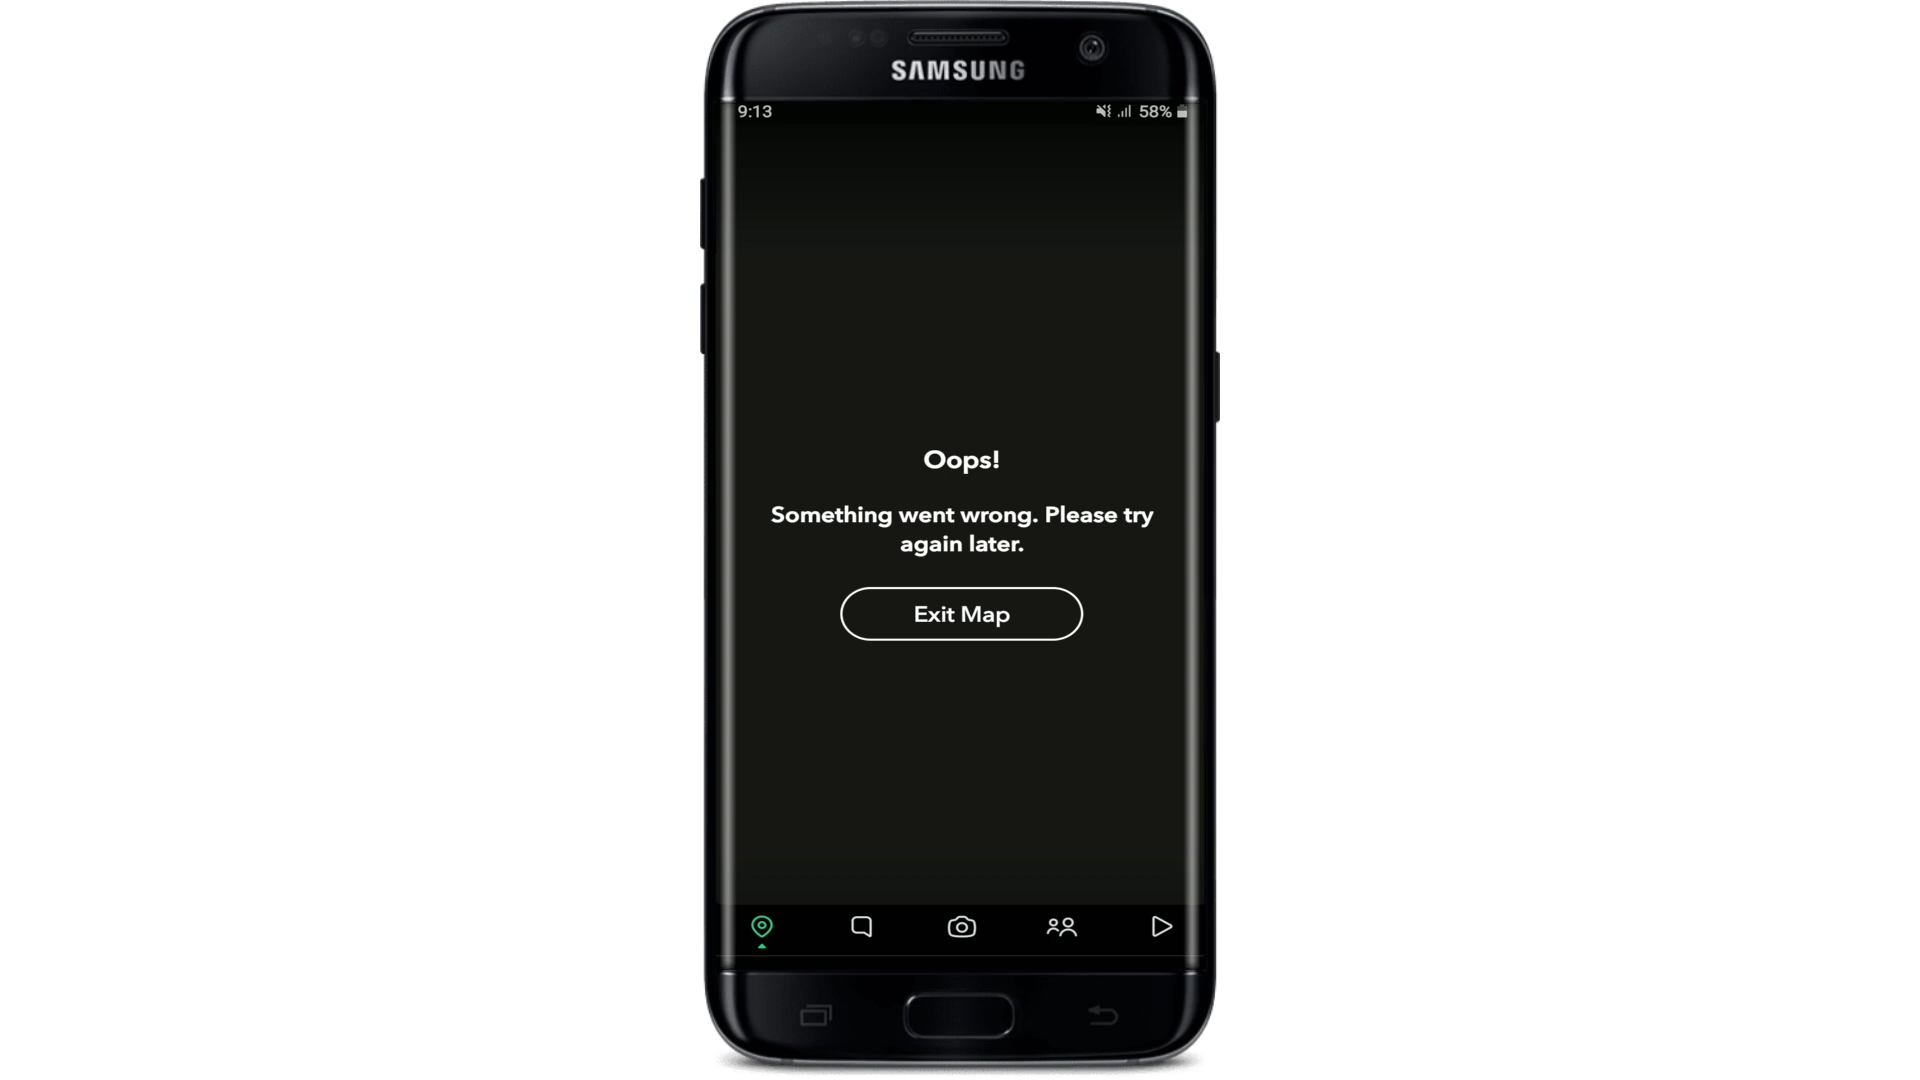 SAMSUNG
9:13
58%
Oops!
Something went wrong. Please try
again later.
Exit Map